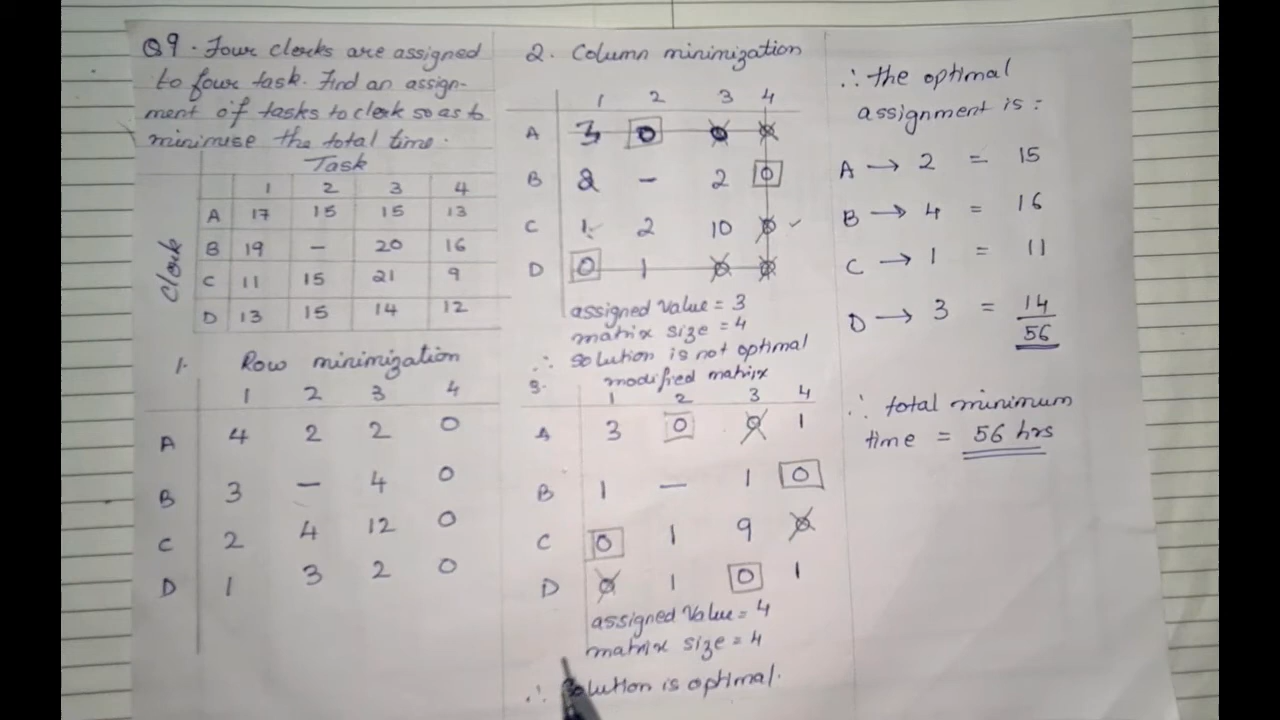 Q9. Four clerks are assigned
to four task. Find an assign-
ment of tasks to clerk so as to
minimise the total time.
Task
1 2 3 4
A 17 15 15 13
B 19 – 20 16
C 11 15 21 9
D 13 15 14 12
Clerk
1. Row minimization
1 2 3 4
A 4 2 2 0
B 3 – 4 0
C 2 4 12 0
D 1 3 2 0
2. Column minimization
1 2 3 4
A 3 0 0 0
B 2 – 2 0
C 1 2 10 0 ✓
D 0 1 0 0
assigned value = 3
matrix size = 4
∴ solution is not optimal
3. modified matrix
1 2 3 4
A 3 0 0 1
B 1 – 1 0
C 0 1 9 0
D 0 1 0 1
assigned value = 4
matrix size = 4
∴ solution is optimal.
∴ the optimal
assignment is :
A → 2 = 15
B → 4 = 16
C → 1 = 11
D → 3 = 14
56
∴ total minimum
time = 56 hrs